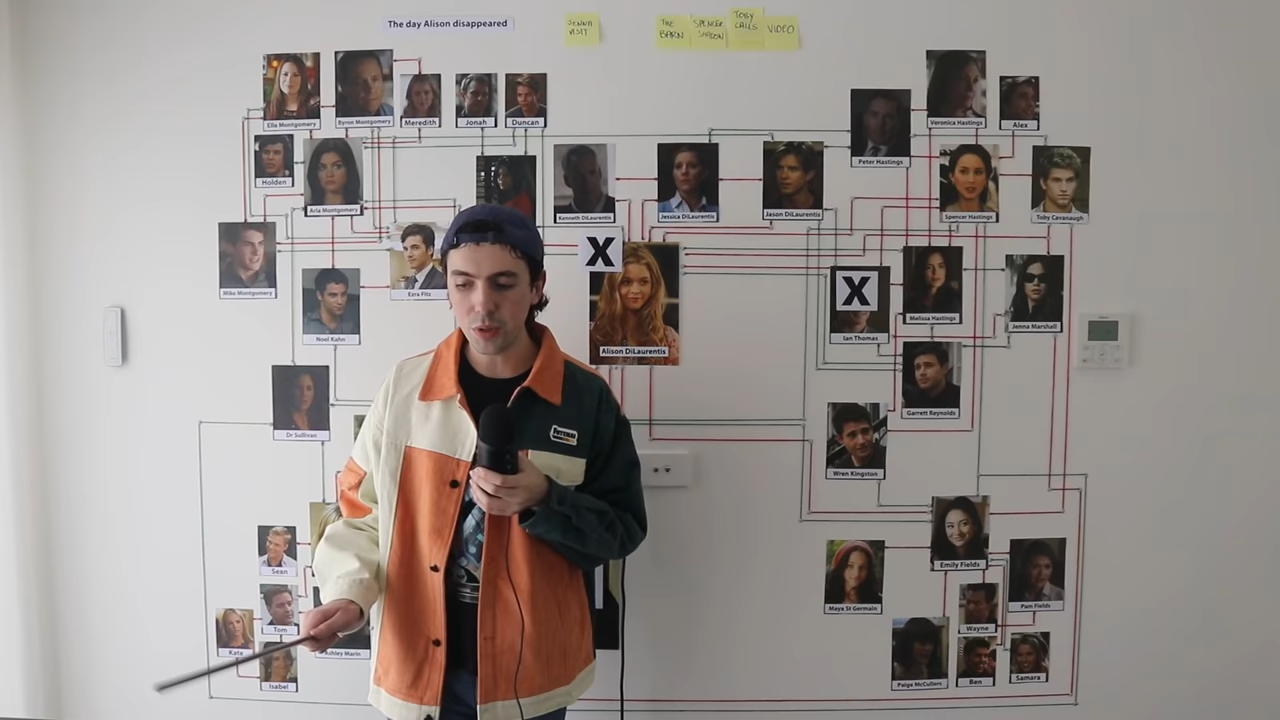 The day Alison disappeared
JENNA
VISIT
THE
BARN
SPENCER
TOBY
CALLS
VIDEO
Ella Montgomery
Byron Montgomery
Meredith
Jonah
Duncan
Veronica Hastings
Alex
Peter Hastings
Holden
Aria Montgomery
Kenneth DiLaurentis
Jessica DiLaurentis
Jason DiLaurentis
Spencer Hastings
Toby Cavanaugh
X
Mike Montgomery
Ezra Fitz
Noel Kahn
Alison DiLaurentis
X
Ian Thomas
Melissa Hastings
Jenna Marshall
Garrett Reynolds
Dr Sullivan
Wren Kingston
Emily Fields
Sean
Maya St Germain
Pam Fields
Tom
Wayne
Kate
Ashley Marin
Isabel
Paige McCullers
Ben
Samara